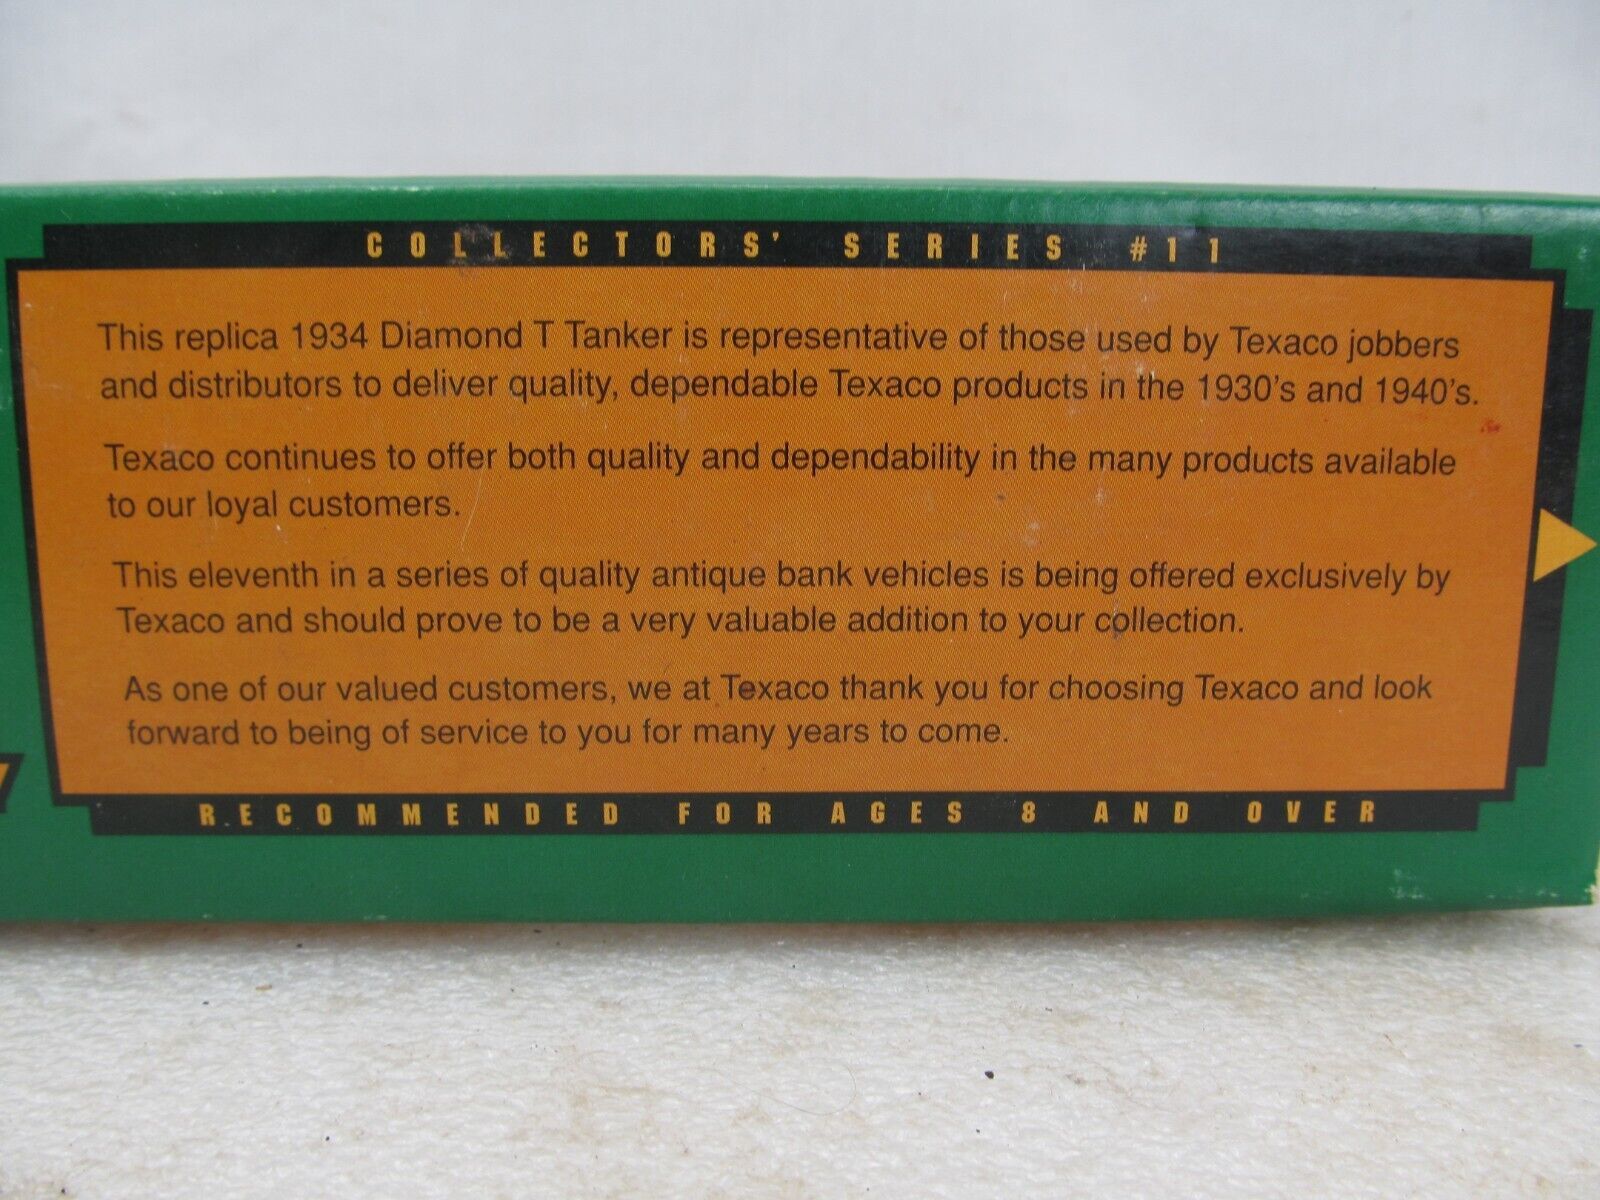 COLLECTORS' SERIES #11
This replica 1934 Diamond T Tanker is representative of those used by Texaco jobbers
and distributors to deliver quality, dependable Texaco products in the 1930's and 1940's.
Texaco continues to offer both quality and dependability in the many products available
to our loyal customers.
This eleventh in a series of quality antique bank vehicles is being offered exclusively by
Texaco and should prove to be a very valuable addition to your collection.
As one of our valued customers, we at Texaco thank you for choosing Texaco and look
forward to being of service to you for many years to come.
RECOMMENDED FOR AGES 8 AND OVER